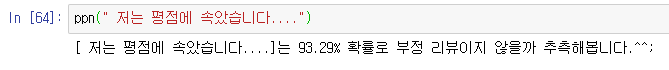 In [64]: ppn(" 저는 평점에 속았습니다....")
[ 저는 평점에 속았습니다....]는 93.29% 확률로 부정 리뷰이지 않을까 추측해봅니다.^^;